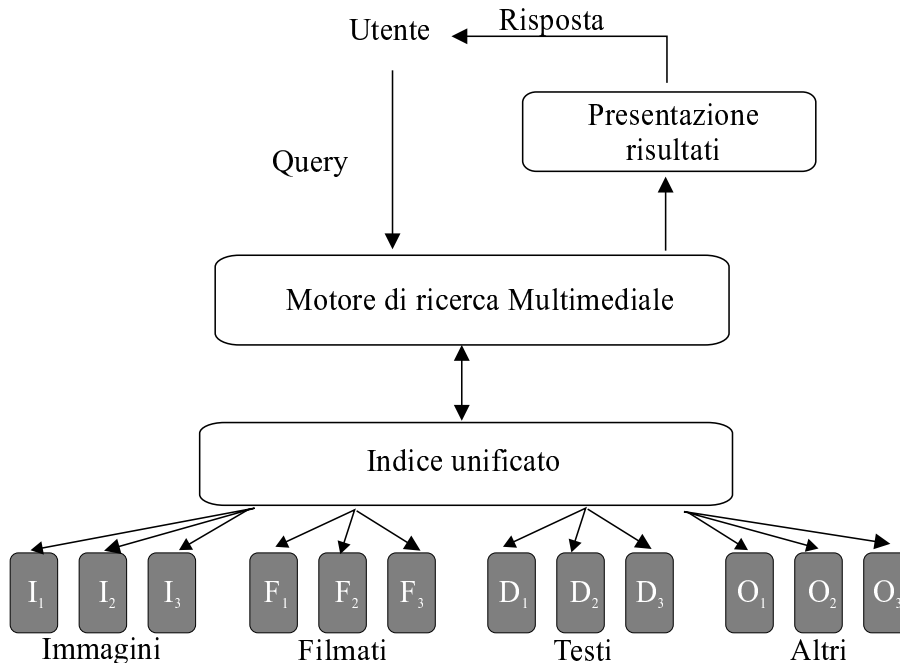 Utente
Risposta
Presentazione
risultati
Query
Motore di ricerca Multimediale
Indice unificato
I₁ I₂ I₃ F₁ F₂ F₃ D₁ D₂ D₃ O₁ O₂ O₃
Immagini Filmati Testi Altri